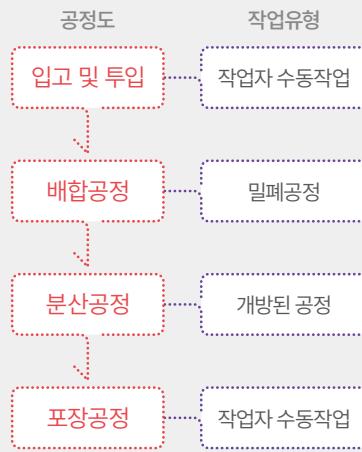 공정도 작업유형
입고 및 투입 작업자 수동작업
배합공정 밀폐공정
분산공정 개방된 공정
포장공정 작업자 수동작업